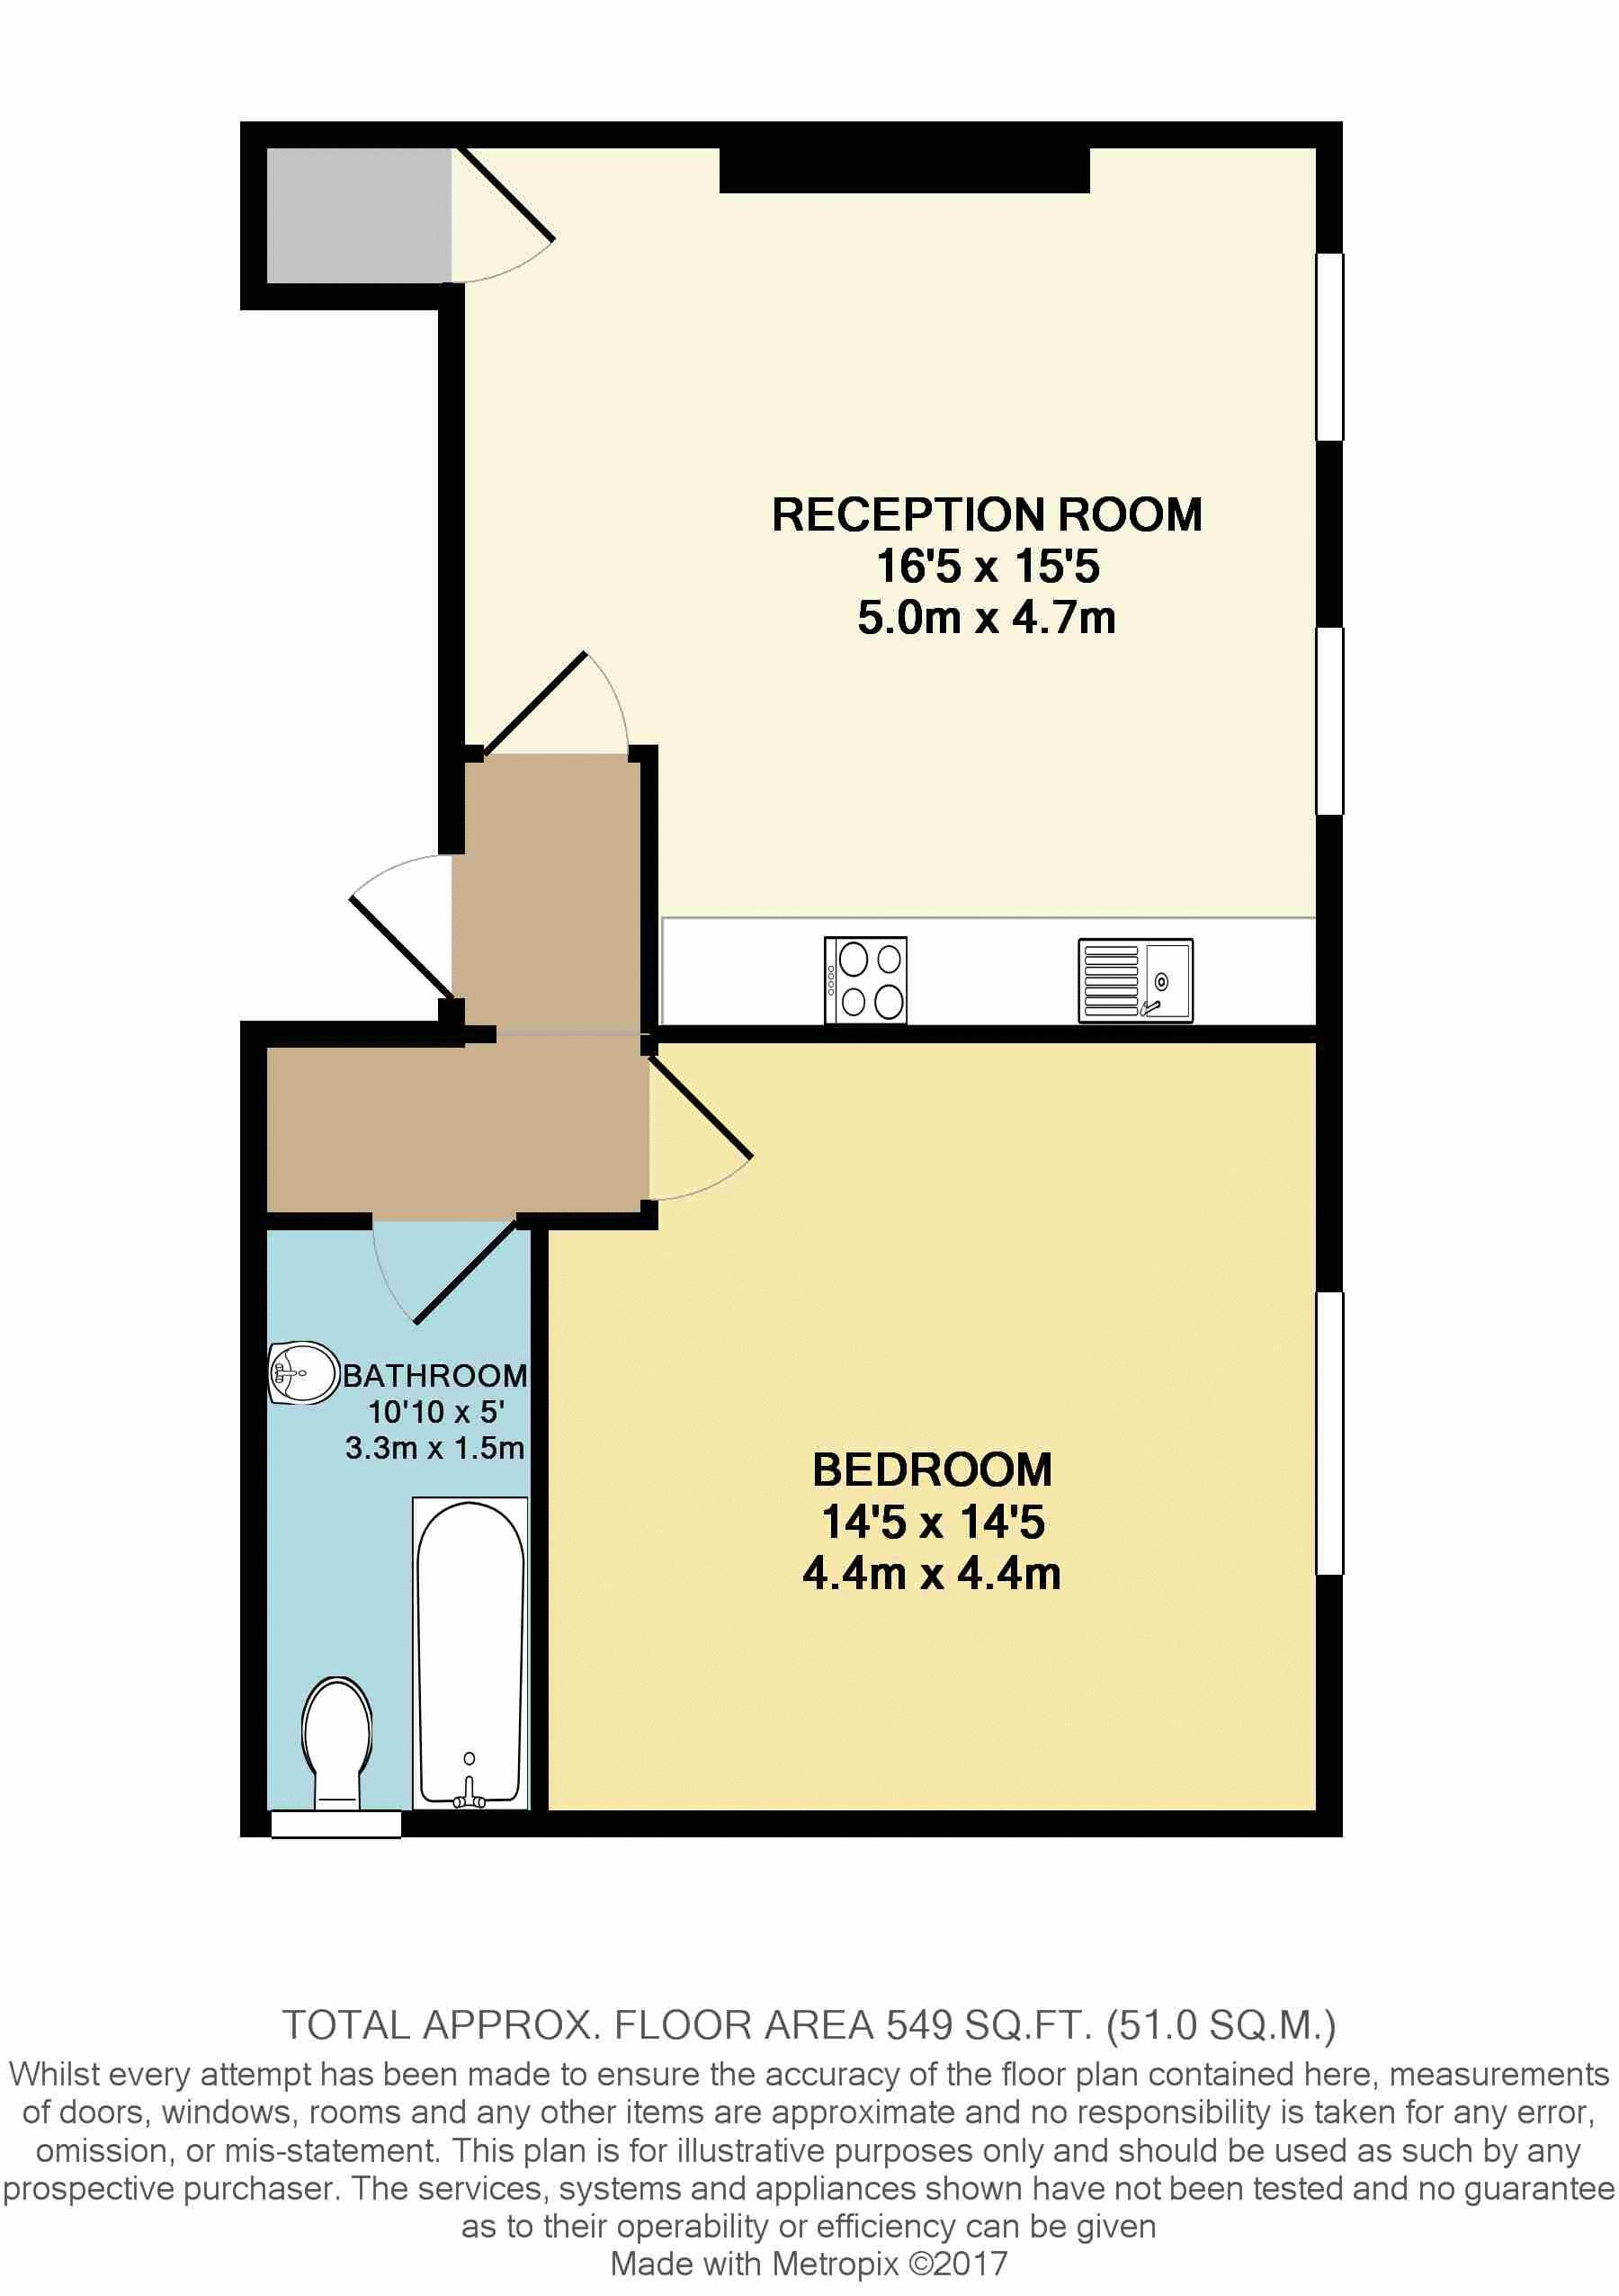 RECEPTION ROOM
16'5 x 15'5
5.0m x 4.7m
BATHROOM
10'10 x 5'
3.3m x 1.5m
BEDROOM
14'5 x 14'5
4.4m x 4.4m
TOTAL APPROX. FLOOR AREA 549 SQ.FT. (51.0 SQ.M.)
Whilst every attempt has been made to ensure the accuracy of the floor plan contained here, measurements
of doors, windows, rooms and any other items are approximate and no responsibility is taken for any error,
omission, or mis-statement. This plan is for illustrative purposes only and should be used as such by any
prospective purchaser. The services, systems and appliances shown have not been tested and no guarantee
as to their operability or efficiency can be given
Made with Metropix ©2017